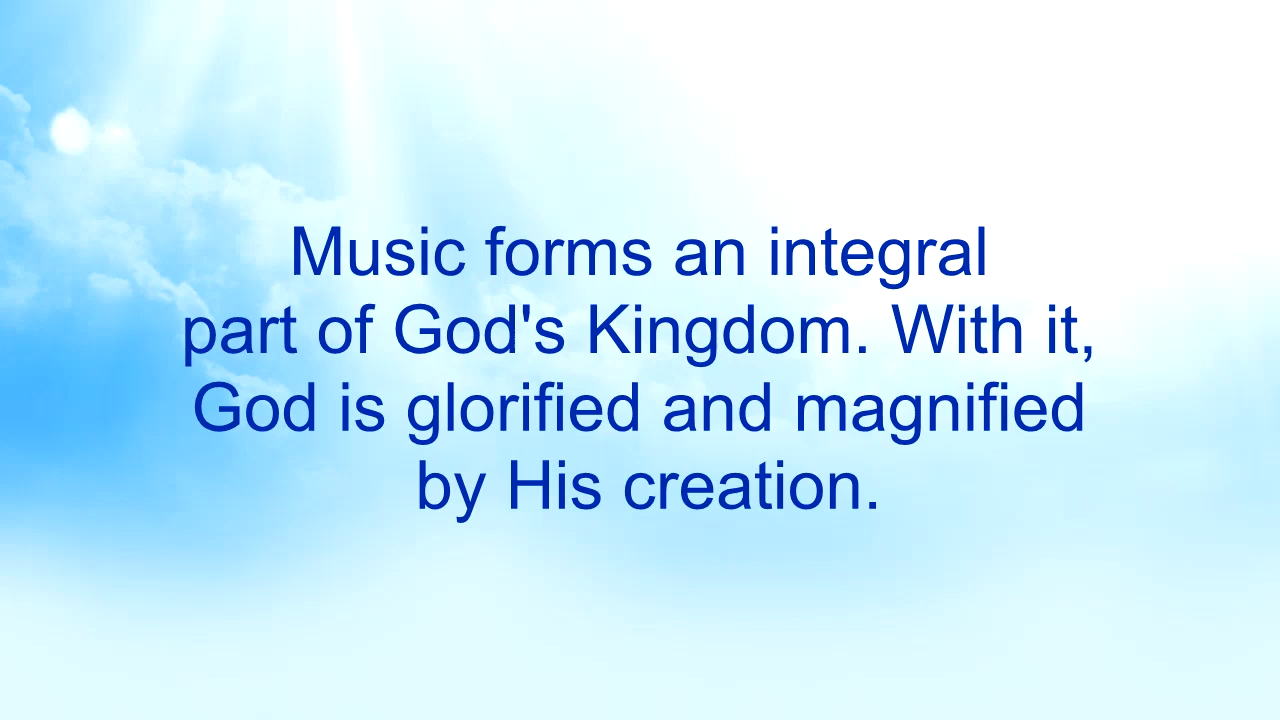 Music forms an integral
part of God's Kingdom. With it,
God is glorified and magnified
by His creation.